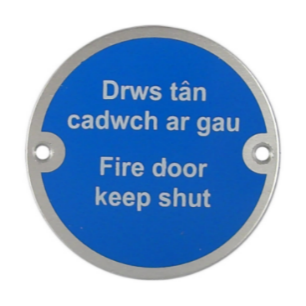 Drws tân
cadwch ar gau
Fire door
keep shut